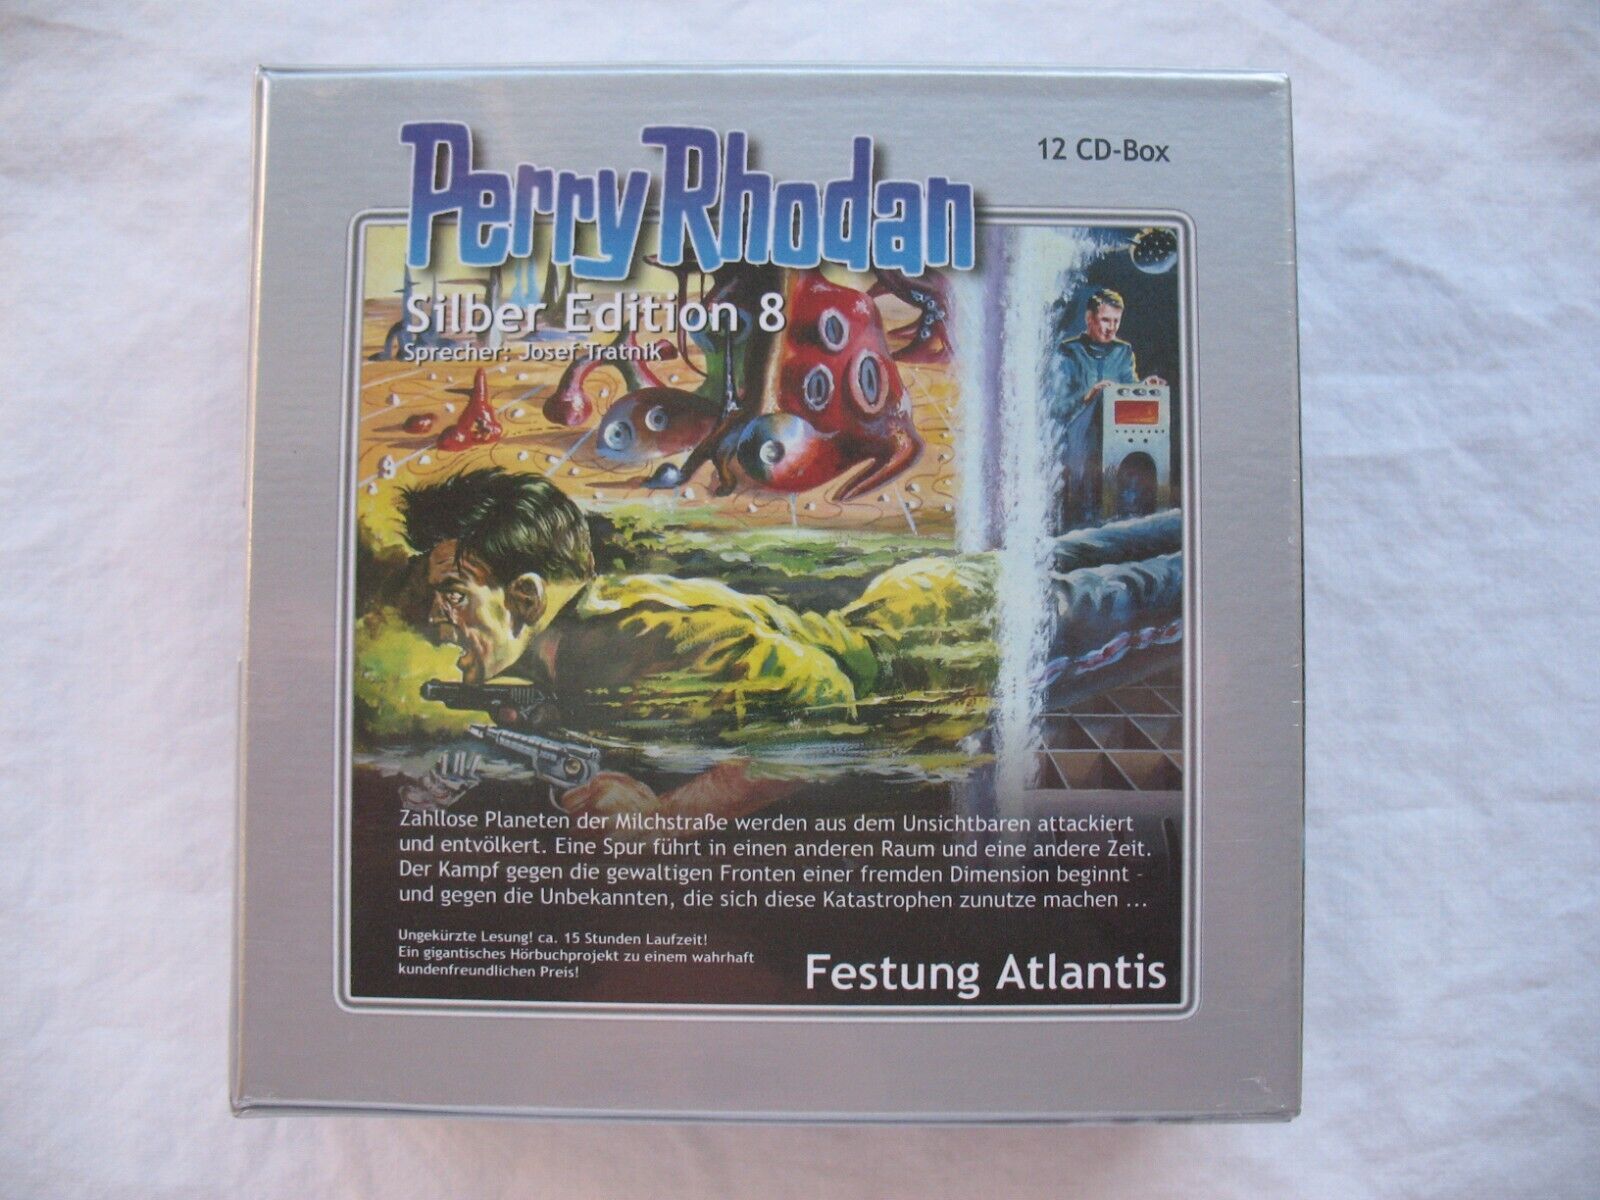 12 CD-Box
Perry Rhodan
Silber Edition 8
Sprecher: Josef Tratnik
Zahllose Planeten der Milchstraße werden aus dem Unsichtbaren attackiert
und entvölkert. Eine Spur führt in einen anderen Raum und eine andere Zeit.
Der Kampf gegen die gewaltigen Fronten einer fremden Dimension beginnt -
und gegen die Unbekannten, die sich diese Katastrophen zunutze machen ...
Ungekürzte Lesung! ca. 15 Stunden Laufzeit!
Ein gigantisches Hörbuchprojekt zu einem wahrhaft
kundenfreundlichen Preis!
Festung Atlantis